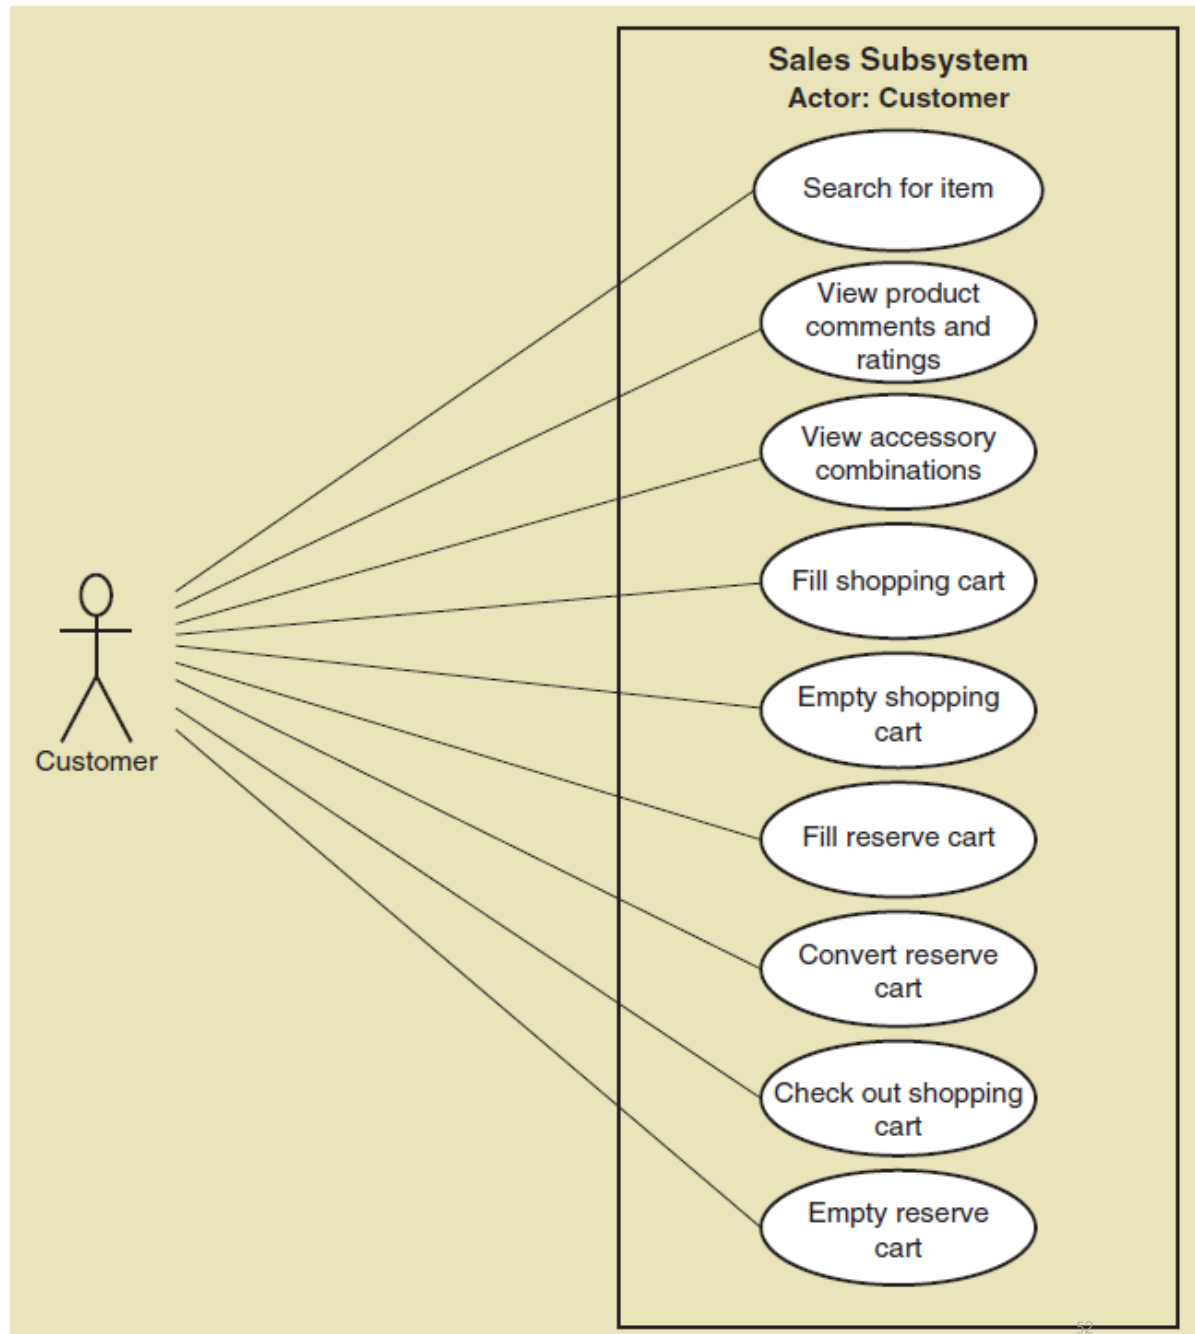 Sales Subsystem
Actor: Customer
Search for item
View product
comments and
ratings
View accessory
combinations
Fill shopping cart
Empty shopping
cart
Customer
Fill reserve cart
Convert reserve
cart
Check out shopping
cart
Empty reserve
cart
52